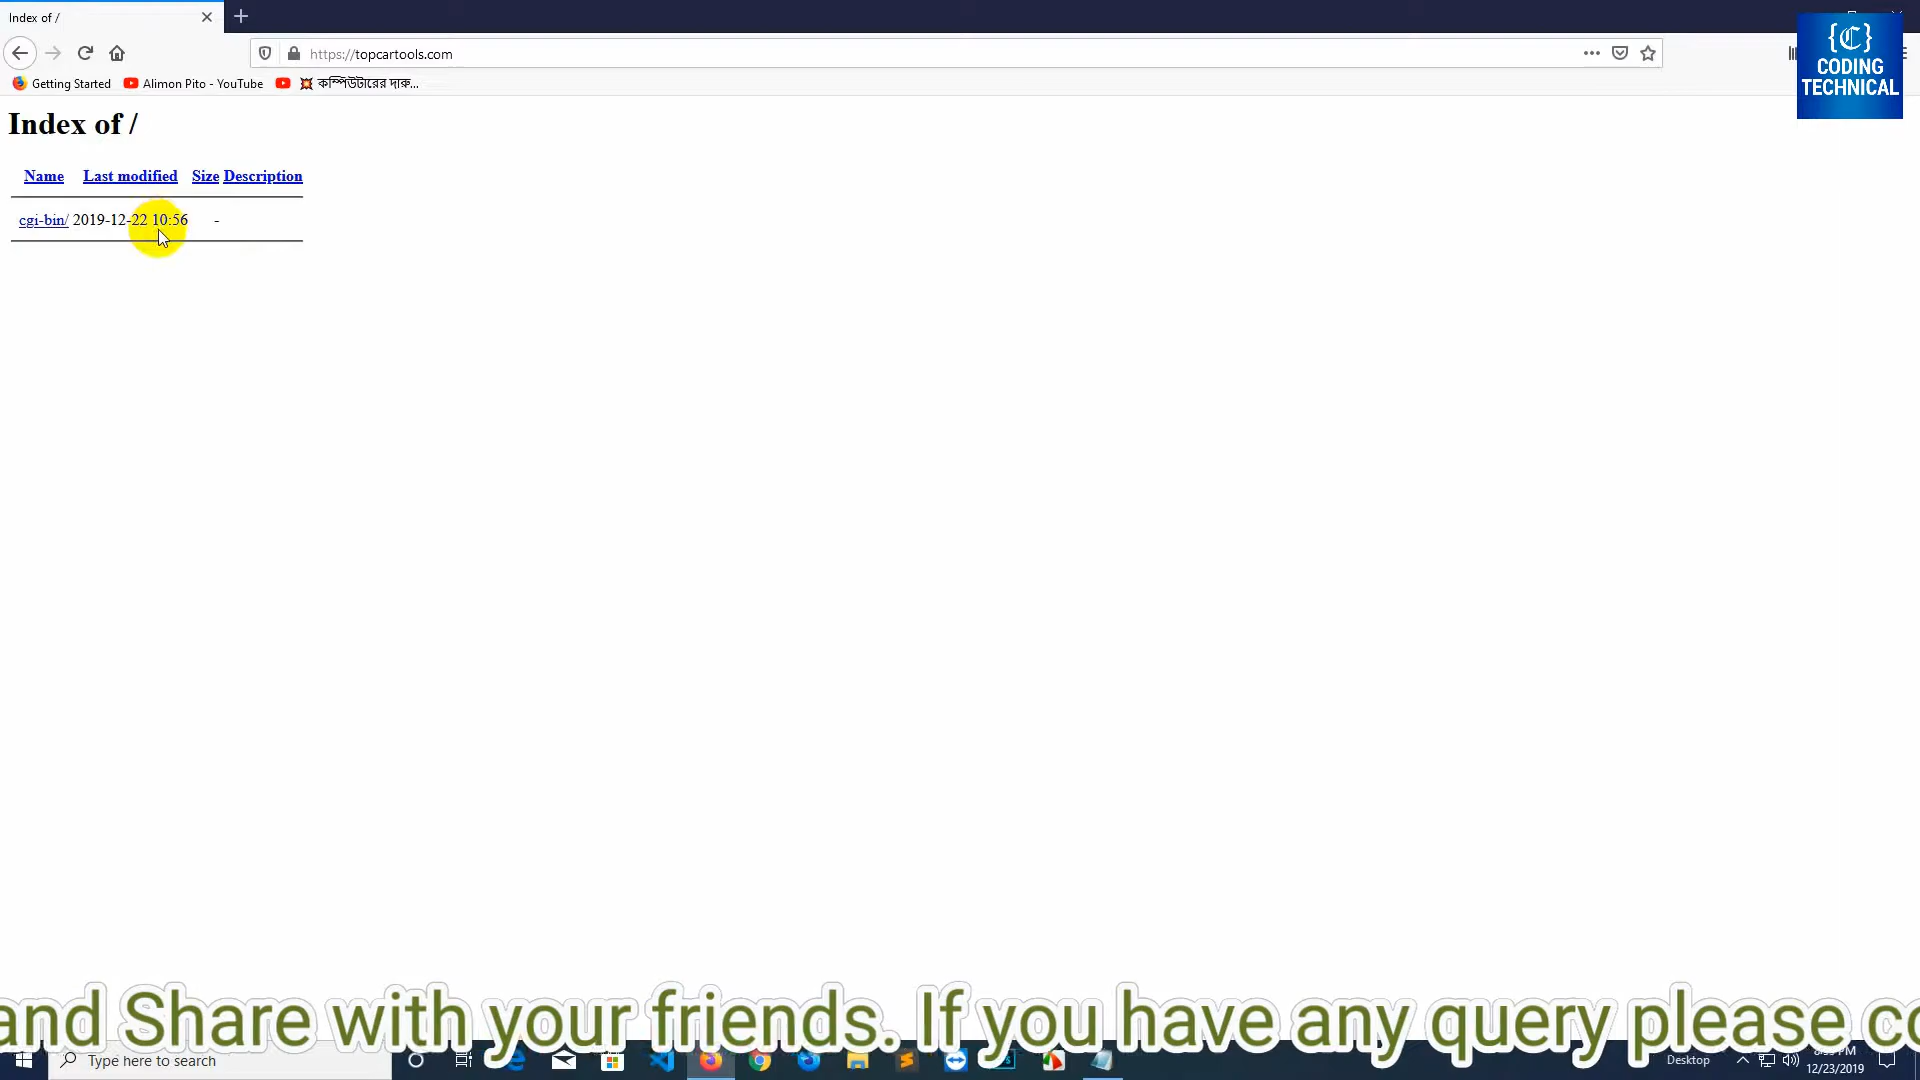 Index of /
{C}
CODING
TECHNICAL
https://topcartools.com
Getting Started
Alimon Pito - YouTube
কম্পিউটারের দারু...
Index of /
Name Last modified Size Description
cgi-bin/ 2019-12-22 10:56 -
and Share with your friends. If you have any query please co
Type here to search
Desktop
12/23/2019